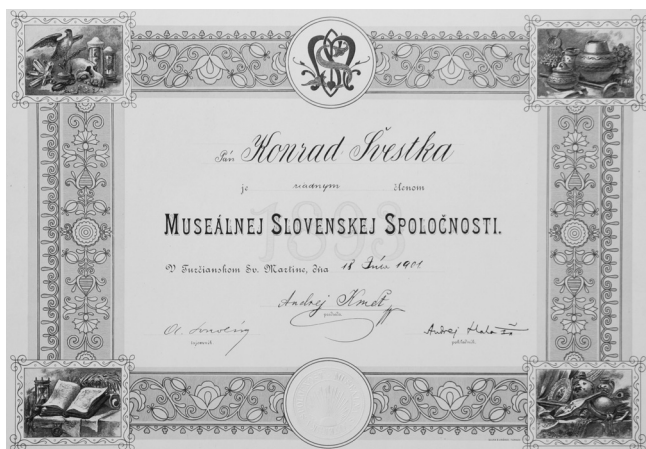 Pán Konrad Švestka
je riadnym členom
1893
MUSEÁLNEJ SLOVENSKEJ SPOLOČNOSTI.
V Turčianskom Sv. Martine, dňa 13 Júna 1901.
Andrej Kmeť
predseda
tajomník
Andrej Halaša
pokladník